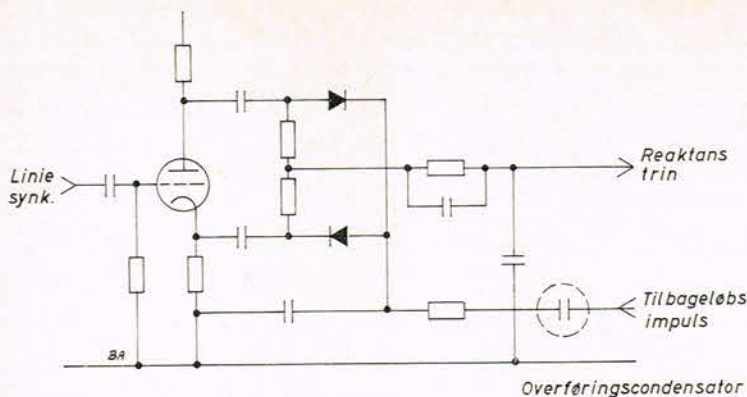 Linie
synk.
Reaktans
trin
Tilbageløbs
impuls
BA
Overføringscondensator